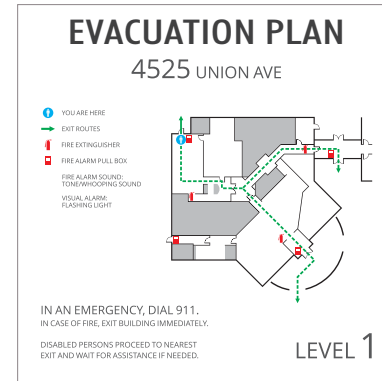 EVACUATION PLAN
4525 UNION AVE
YOU ARE HERE
EXIT ROUTES
FIRE EXTINGUISHER
FIRE ALARM PULL BOX
FIRE ALARM SOUND:
TONE/WHOOPING SOUND
VISUAL ALARM:
FLASHING LIGHT
IN AN EMERGENCY, DIAL 911.
IN CASE OF FIRE, EXIT BUILDING IMMEDIATELY.
DISABLED PERSONS PROCEED TO NEAREST
EXIT AND WAIT FOR ASSISTANCE IF NEEDED.
LEVEL 1